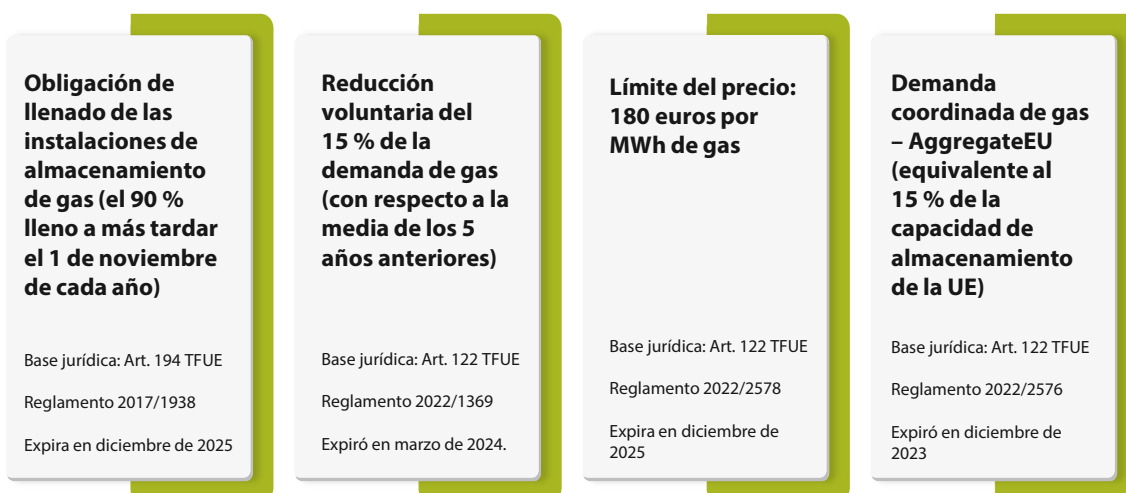 Obligación de
llenado de las
instalaciones de
almacenamiento
de gas (el 90 %
lleno a más tardar
el 1 de noviembre
de cada año)
Base jurídica: Art. 194 TFUE
Reglamento 2017/1938
Expira en diciembre de 2025
Reducción
voluntaria del
15 % de la
demanda de gas
(con respecto a la
media de los 5
años anteriores)
Base jurídica: Art. 122 TFUE
Reglamento 2022/1369
Expiró en marzo de 2024.
Límite del precio:
180 euros por
MWh de gas
Base jurídica: Art. 122 TFUE
Reglamento 2022/2578
Expira en diciembre de
2025
Demanda
coordinada de gas
– AggregateEU
(equivalente al
15 % de la
capacidad de
almacenamiento
de la UE)
Base jurídica: Art. 122 TFUE
Reglamento 2022/2576
Expiró en diciembre de
2023